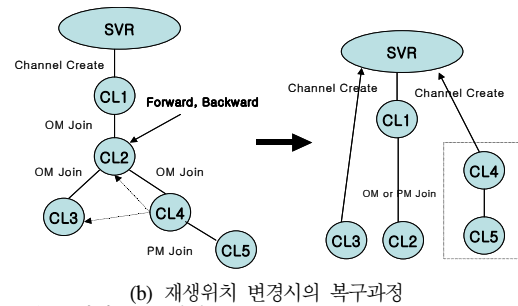 SVR
Channel Create
CL1
Forward, Backward
OM Join
CL2
OM Join
OM Join
CL3
CL4
PM Join
CL5
SVR
Channel Create
Channel Create
CL1
CL4
OM or PM Join
CL3
CL2
CL5
(b) 재생위치 변경시의 복구과정